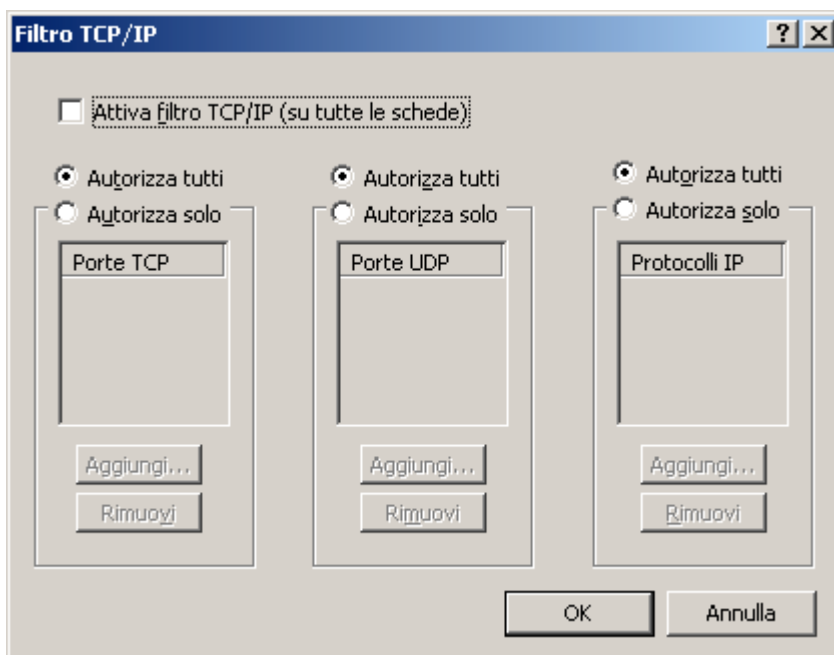 Filtro TCP/IP
Attiva filtro TCP/IP (su tutte le schede)
Autorizza tutti
Autorizza solo
Porte TCP
Aggiungi...
Rimuovi
Autorizza tutti
Autorizza solo
Porte UDP
Aggiungi...
Rimuovi
Autorizza tutti
Autorizza solo
Protocolli IP
Aggiungi...
Rimuovi
OK
Annulla